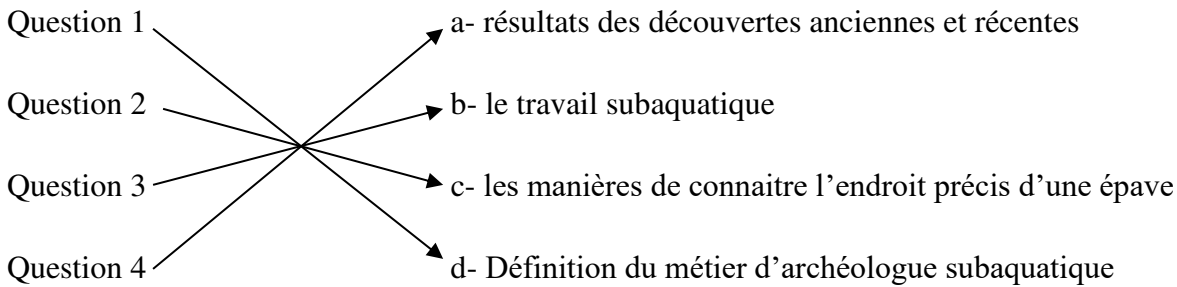 Question 1 a- résultats des découvertes anciennes et récentes
Question 2 b- le travail subaquatique
Question 3 c- les manières de connaitre l’endroit précis d’une épave
Question 4 d- Définition du métier d’archéologue subaquatique